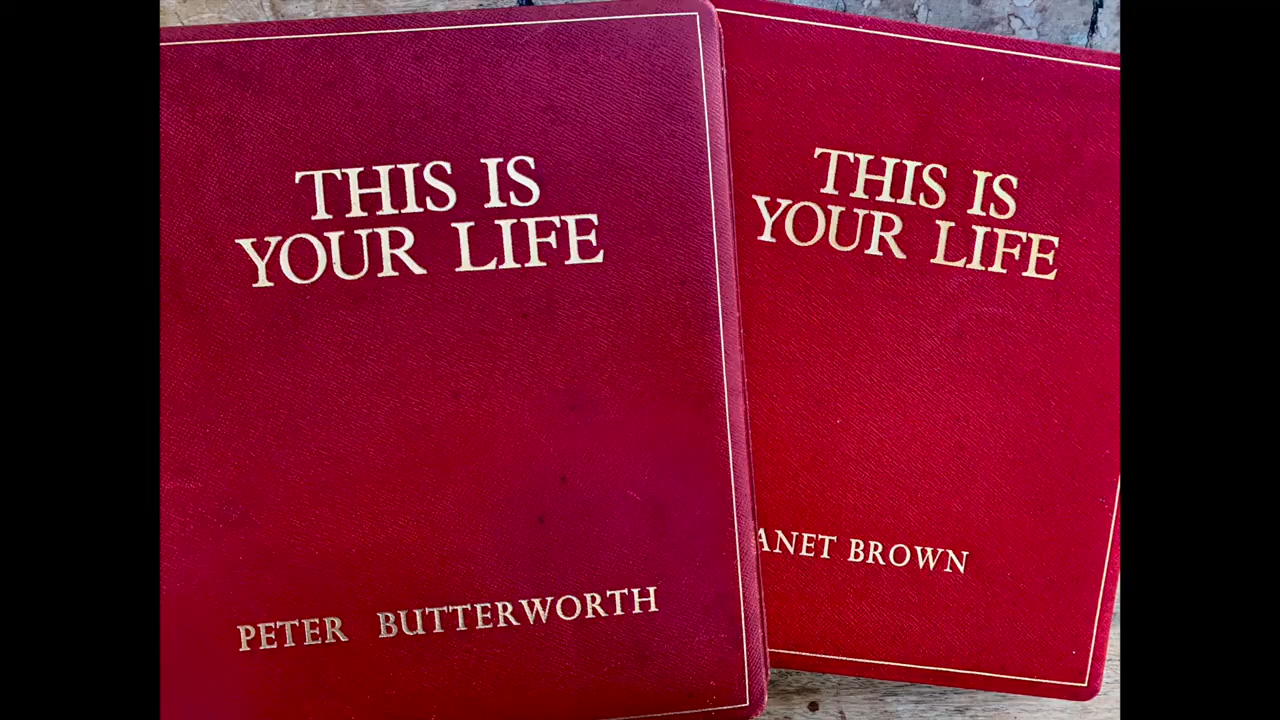 THIS IS
YOUR LIFE
PETER BUTTERWORTH
THIS IS
YOUR LIFE
ANET BROWN